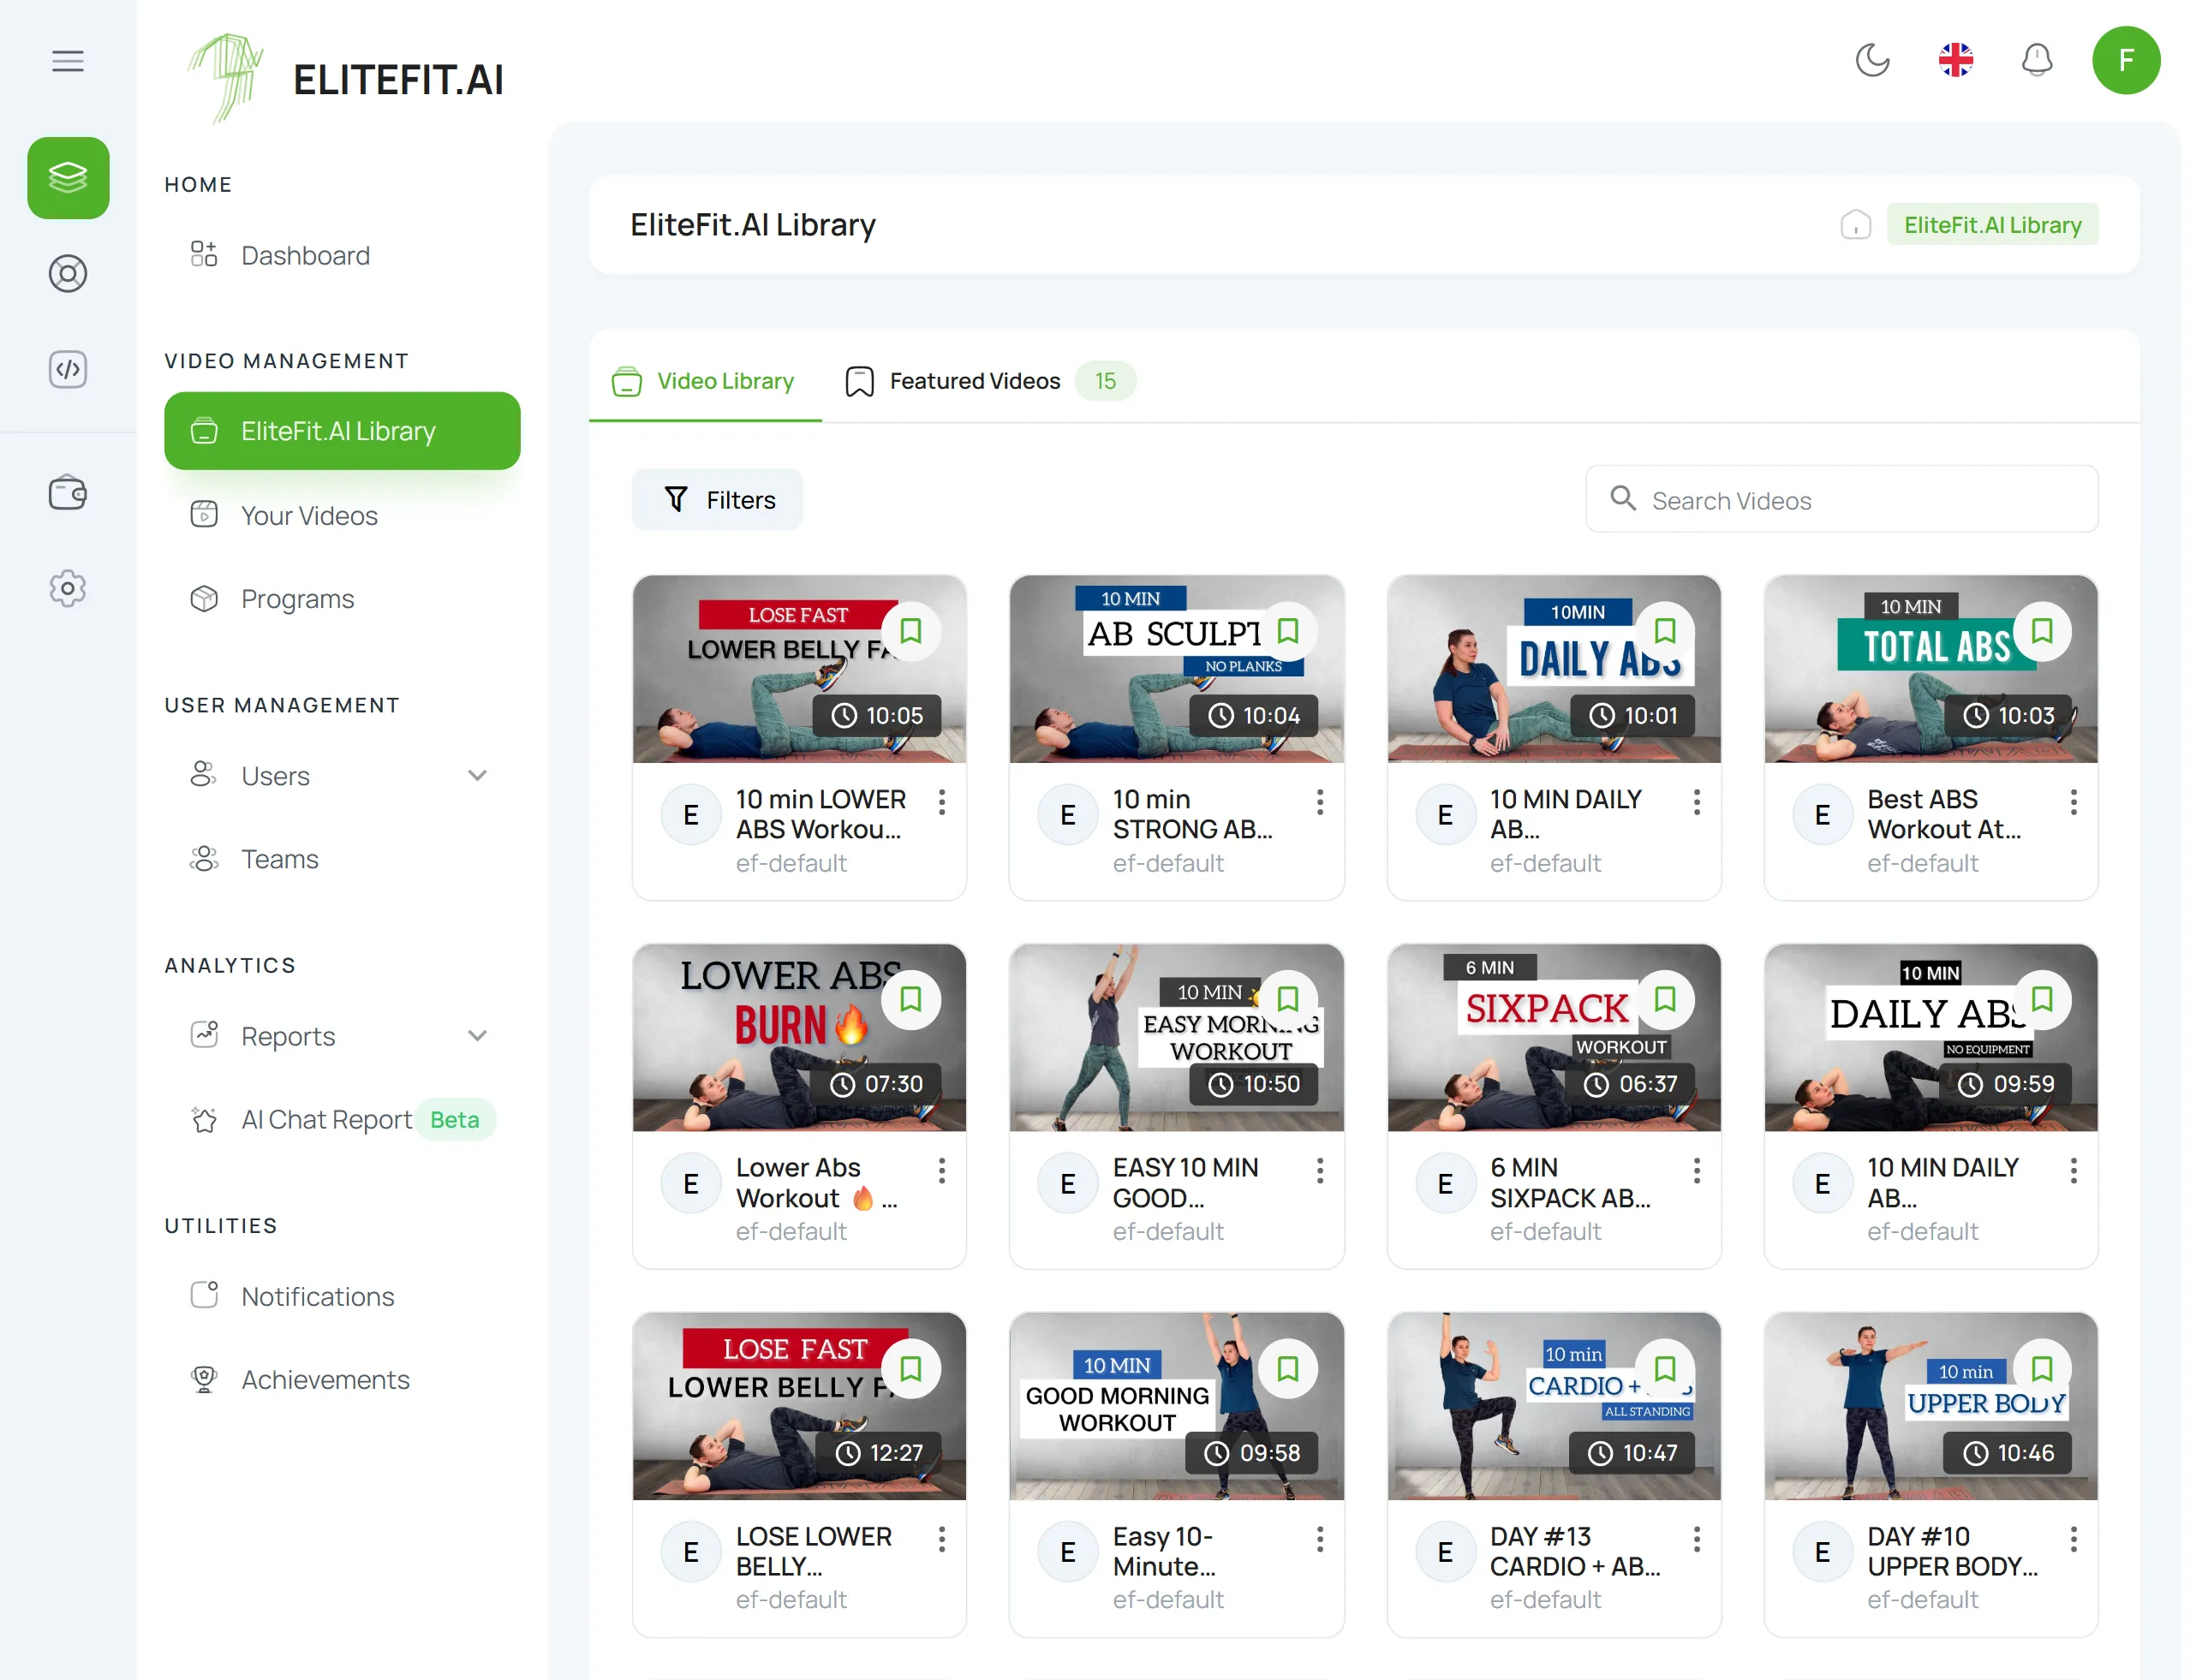 ELITEFIT.AI
F
HOME
Dashboard
VIDEO MANAGEMENT
EliteFit.AI Library
Your Videos
Programs
USER MANAGEMENT
Users
Teams
ANALYTICS
Reports
AI Chat Report Beta
UTILITIES
Notifications
Achievements
EliteFit.AI Library
EliteFit.AI Library
Video Library
Featured Videos 15
Filters
Search Videos
LOSE FAST
LOWER BELLY FA
10:05
E
10 min LOWER
ABS Workou...
ef-default
10 MIN
AB SCULPT
NO PLANKS
10:04
E
10 min
STRONG AB...
ef-default
10MIN
DAILY ABS
10:01
E
10 MIN DAILY
AB...
ef-default
10 MIN
TOTAL ABS
10:03
E
Best ABS
Workout At...
ef-default
LOWER ABS
BURN🔥
07:30
E
Lower Abs
Workout 🔥 ...
ef-default
10 MIN
EASY MORNING
WORKOUT
10:50
E
EASY 10 MIN
GOOD...
ef-default
6 MIN
SIXPACK
WORKOUT
06:37
E
6 MIN
SIXPACK AB...
ef-default
10 MIN
DAILY ABS
NO EQUIPMENT
09:59
E
10 MIN DAILY
AB...
ef-default
LOSE FAST
LOWER BELLY FA
12:27
E
LOSE LOWER
BELLY...
ef-default
10 MIN
GOOD MORNING
WORKOUT
09:58
E
Easy 10-
Minute...
ef-default
10 min
CARDIO +
ALL STANDING
10:47
E
DAY #13
CARDIO + AB...
ef-default
10 min
UPPER BODY
10:46
E
DAY #10
UPPER BODY...
ef-default